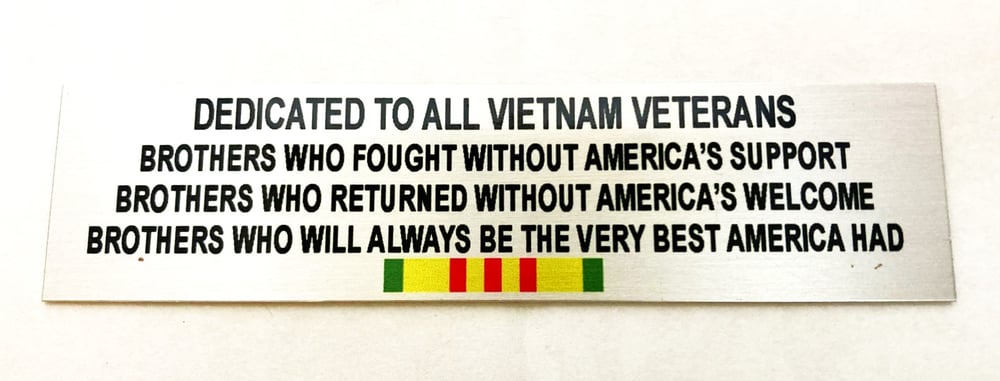 DEDICATED TO ALL VIETNAM VETERANS
BROTHERS WHO FOUGHT WITHOUT AMERICA'S SUPPORT
BROTHERS WHO RETURNED WITHOUT AMERICA'S WELCOME
BROTHERS WHO WILL ALWAYS BE THE VERY BEST AMERICA HAD